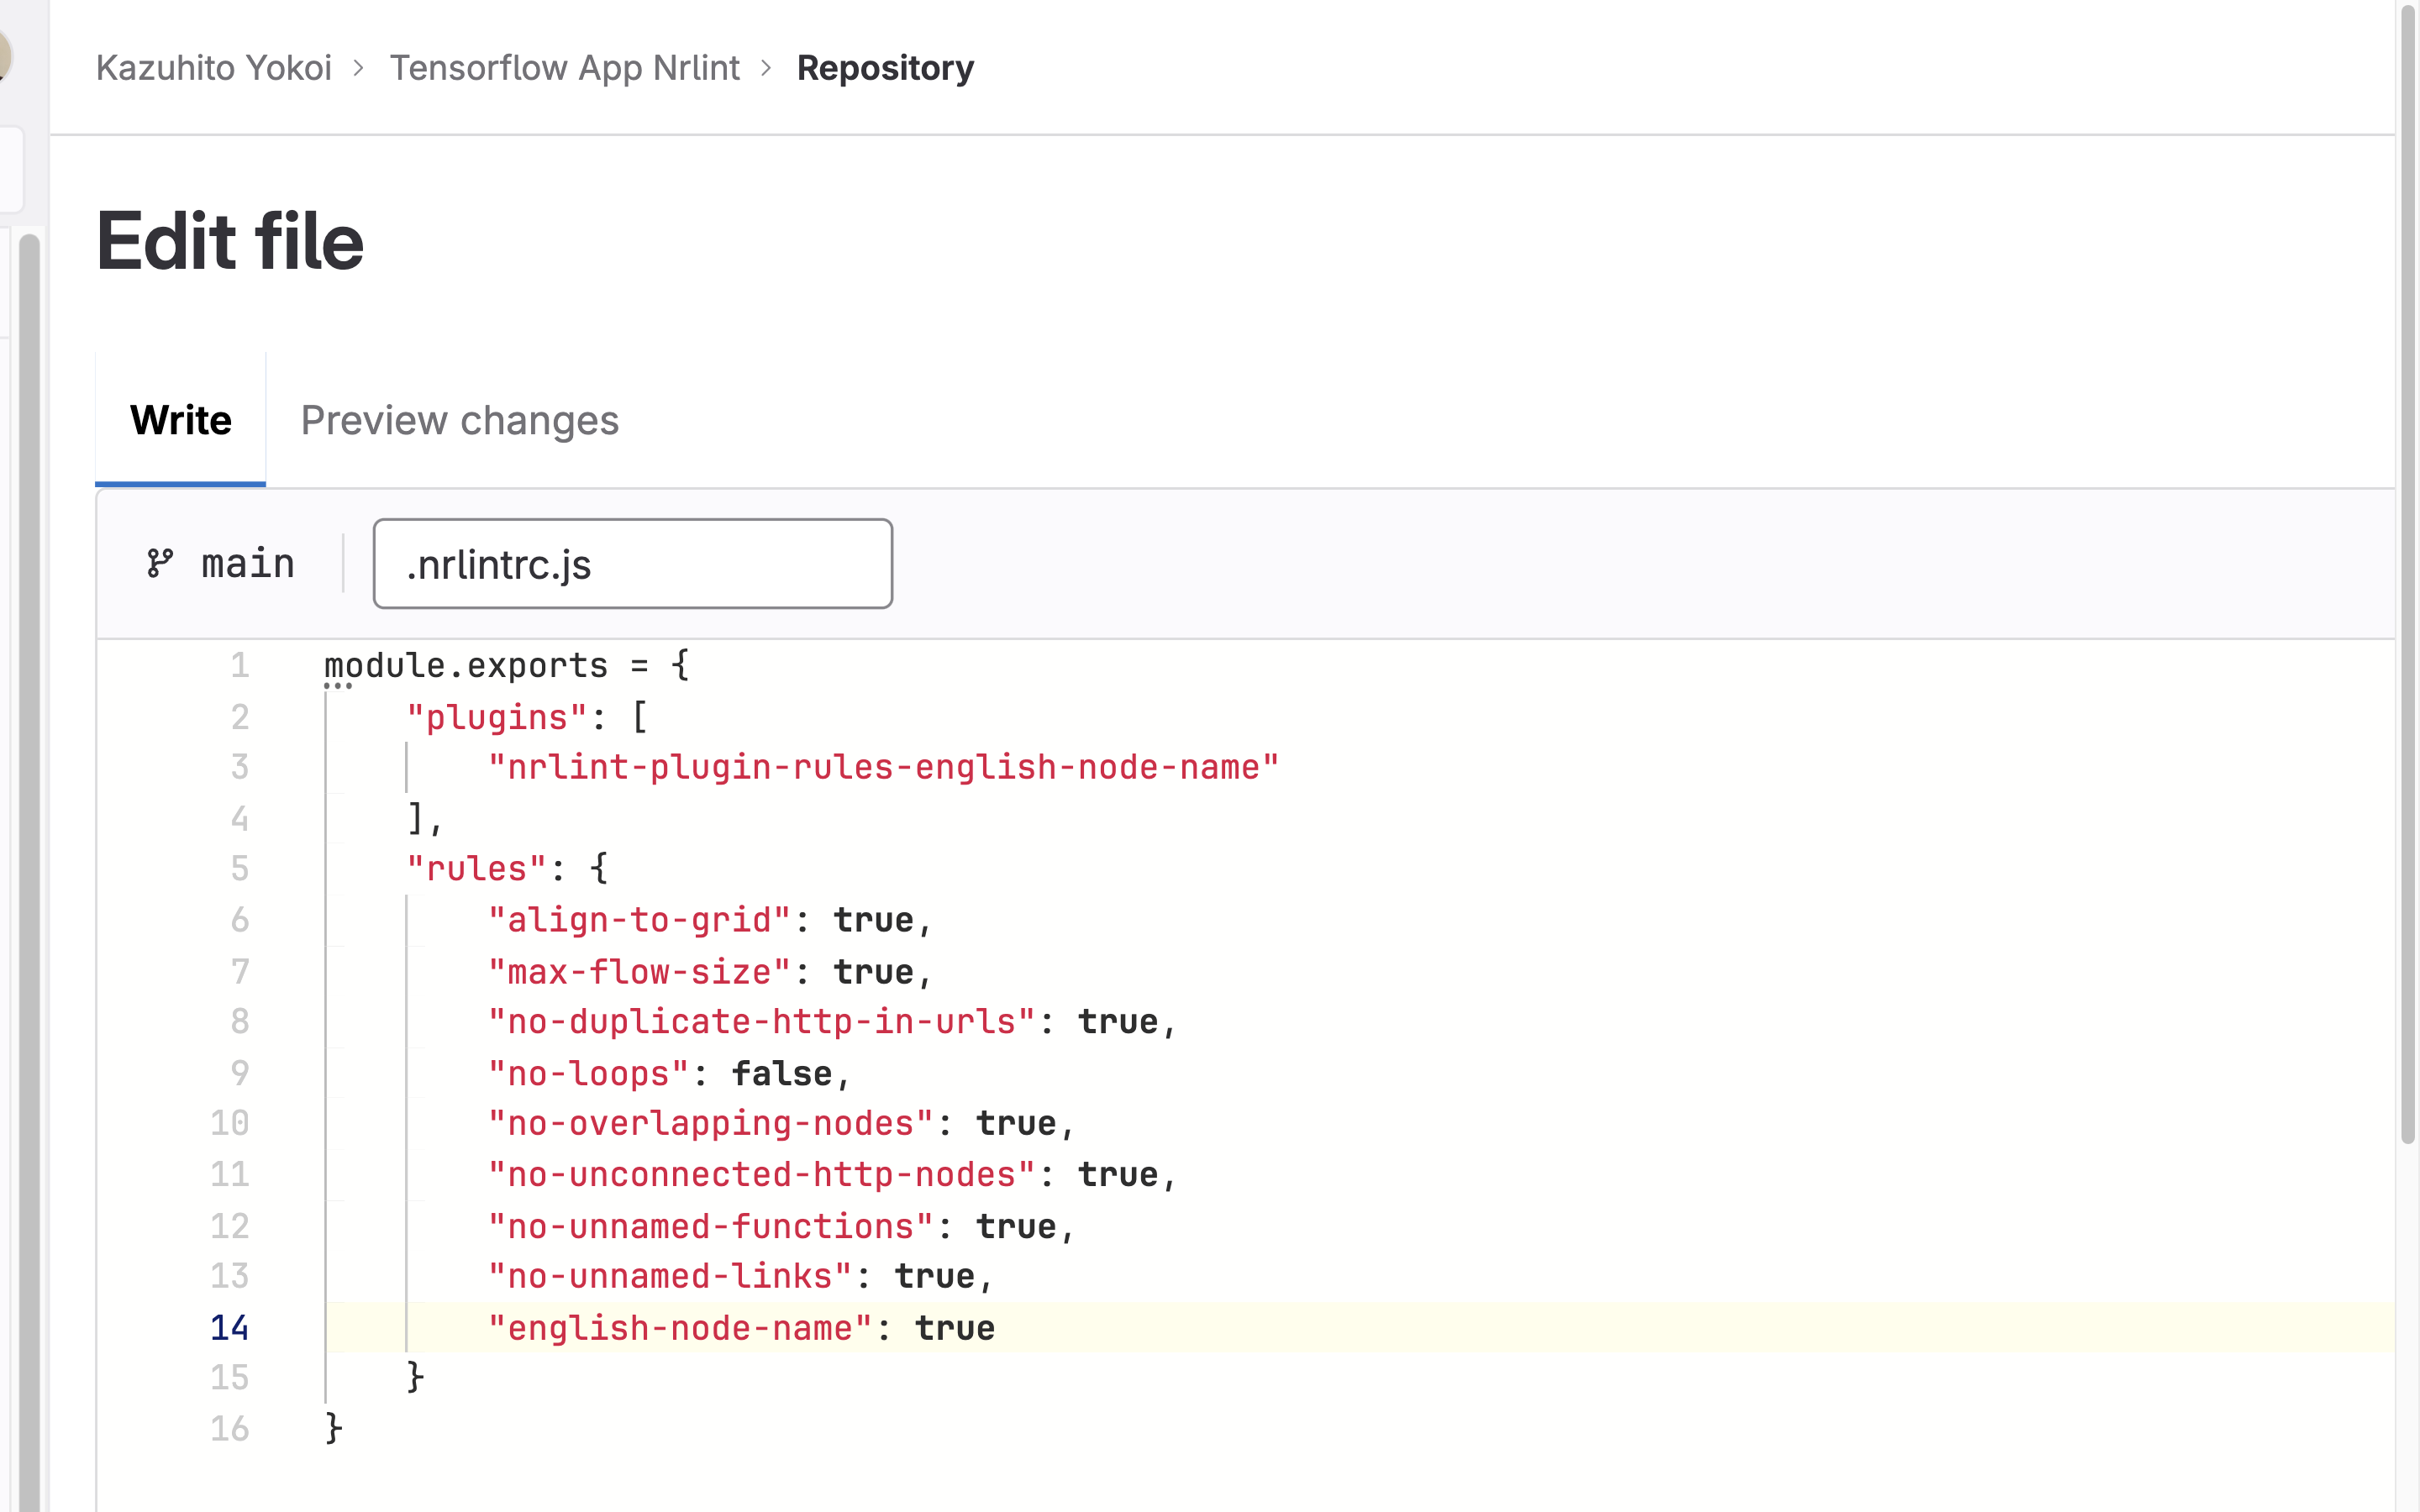 Kazuhito Yokoi > Tensorflow App Nrlint > Repository
Edit file
Write Preview changes
main .nrlintrc.js
1 module.exports = {
2     "plugins": [
3         "nrlint-plugin-rules-english-node-name"
4     ],
5     "rules": {
6         "align-to-grid": true,
7         "max-flow-size": true,
8         "no-duplicate-http-in-urls": true,
9         "no-loops": false,
10         "no-overlapping-nodes": true,
11         "no-unconnected-http-nodes": true,
12         "no-unnamed-functions": true,
13         "no-unnamed-links": true,
14         "english-node-name": true
15     }
16 }